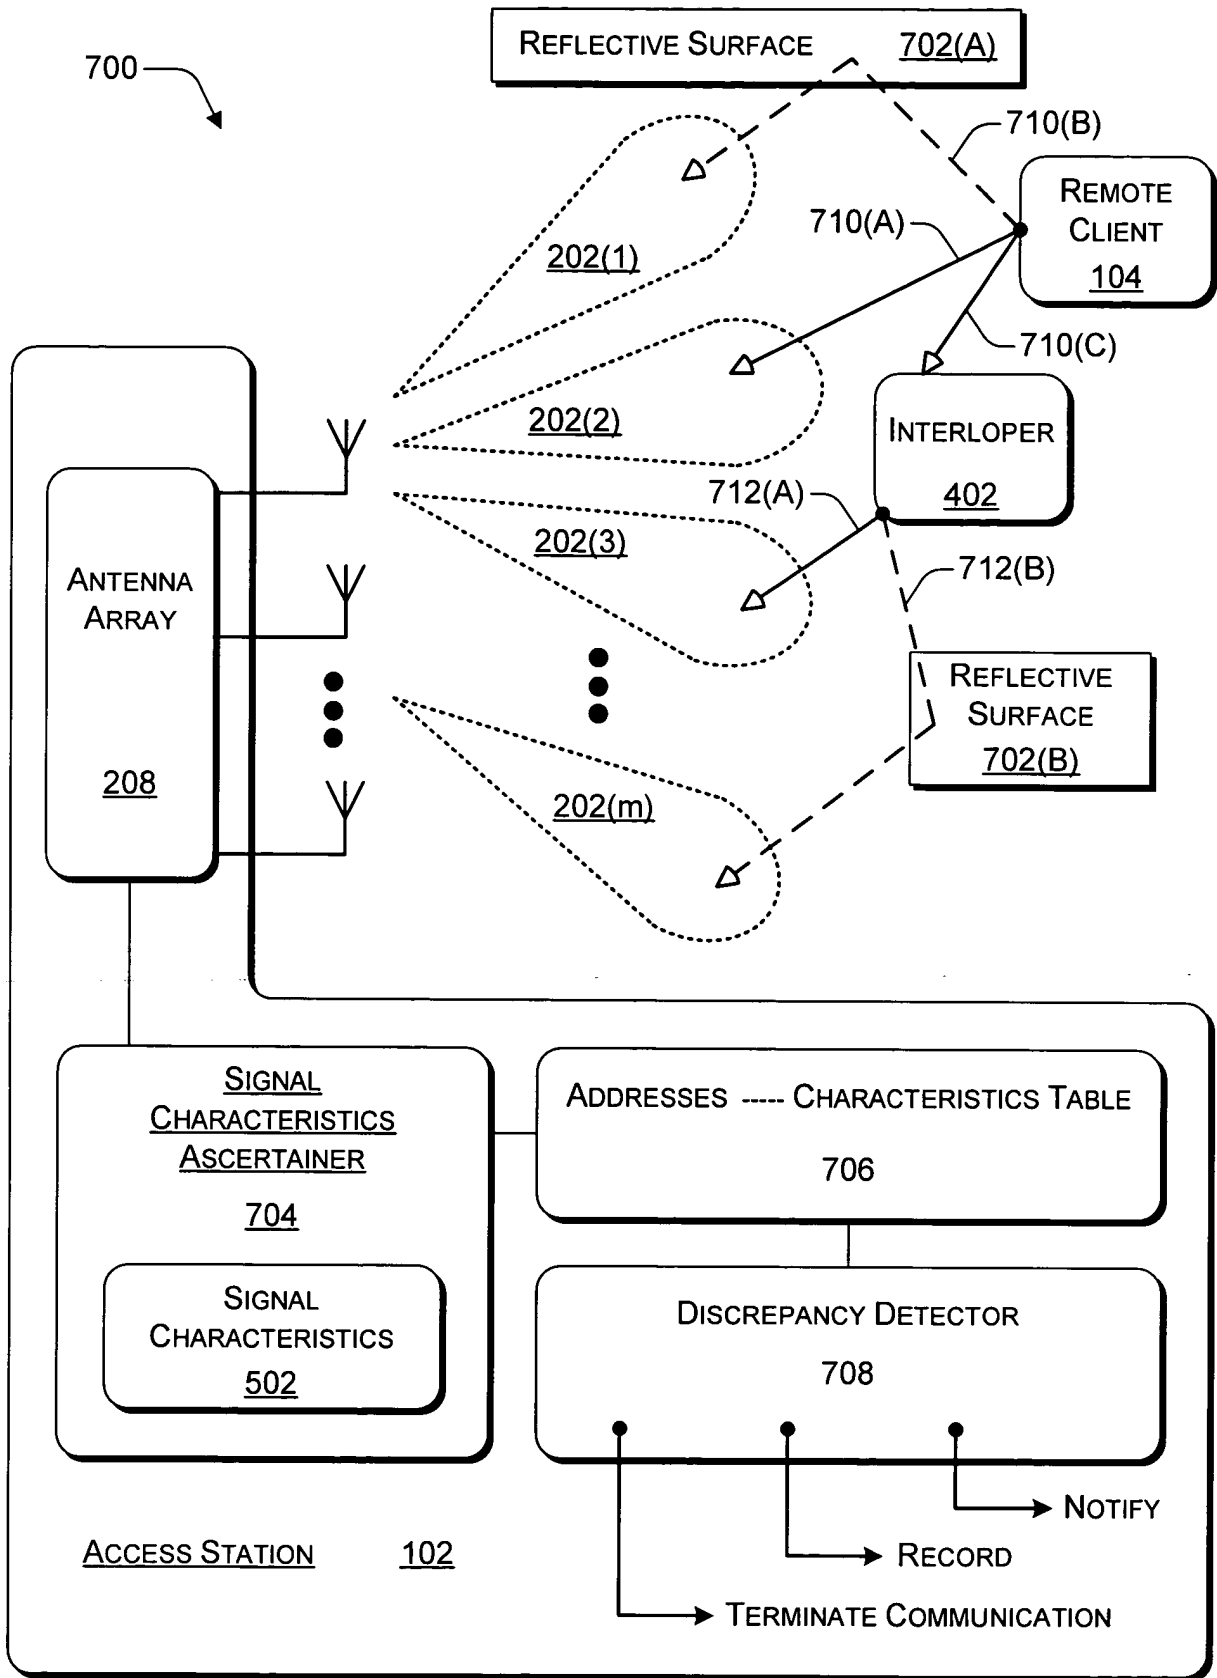 REFLECTIVE SURFACE 702(A)
700
710(B)
REMOTE
CLIENT
104
710(A)
202(1)
710(C)
202(2)
INTERLOPER
402
712(A)
202(3)
712(B)
ANTENNA
ARRAY
208
REFLECTIVE
SURFACE
702(B)
202(m)
SIGNAL
CHARACTERISTICS
ASCERTAINER
704
SIGNAL
CHARACTERISTICS
502
ADDRESSES ----- CHARACTERISTICS TABLE
706
DISCREPANCY DETECTOR
708
NOTIFY
RECORD
TERMINATE COMMUNICATION
ACCESS STATION 102